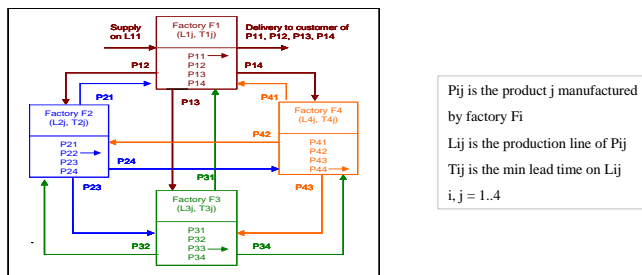 Supply
on L11
Factory F1
(L1j, T1j)
Delivery to customer of
P11, P12, P13, P14
P11
P12
P13
P14
P12
P14
P21
P13
P41
Factory F2
(L2j, T2j)
P21
P22
P23
P24
Factory F4
(L4j, T4j)
P41
P42
P43
P44
P42
P24
P31
P23
P43
Factory F3
(L3j, T3j)
P31
P32
P33
P34
P32
P34
Pij is the product j manufactured
by factory Fi
Lij is the production line of Pij
Tij is the min lead time on Lij
i, j = 1..4